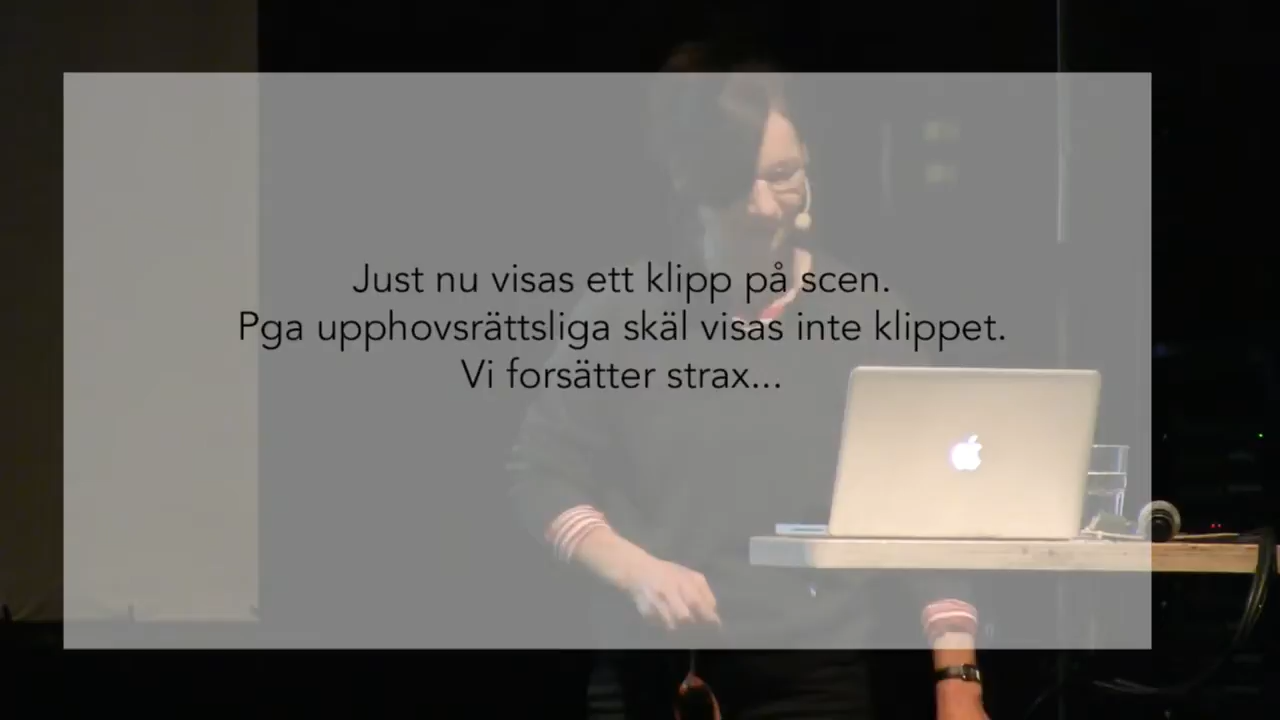 Just nu visas ett klipp på scen.
Pga upphovsrättsliga skäl visas inte klippet.
Vi forsätter strax...